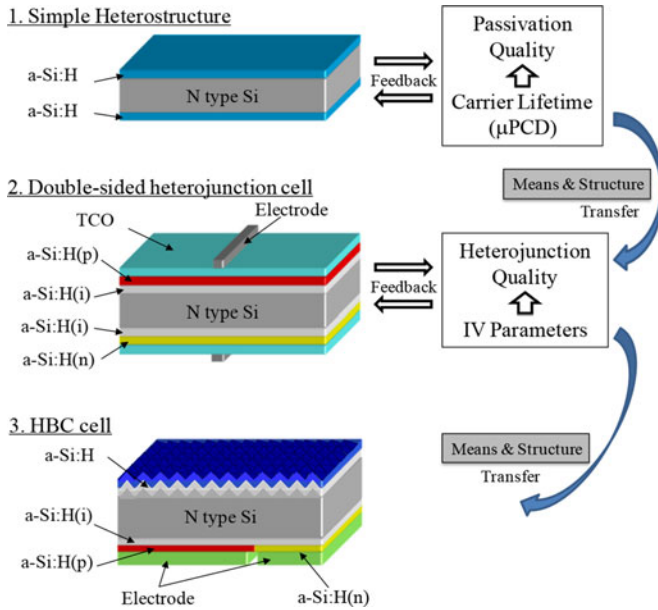 1. Simple Heterostructure
a-Si:H
N type Si
a-Si:H
Feedback
Passivation
Quality
Carrier Lifetime
(μPCD)
Means & Structure
Transfer
2. Double-sided heterojunction cell
TCO
Electrode
a-Si:H(p)
a-Si:H(i)
N type Si
a-Si:H(i)
a-Si:H(n)
Feedback
Heterojunction
Quality
IV Parameters
Means & Structure
Transfer
3. HBC cell
a-Si:H
N type Si
a-Si:H(i)
a-Si:H(p)
Electrode
a-Si:H(n)